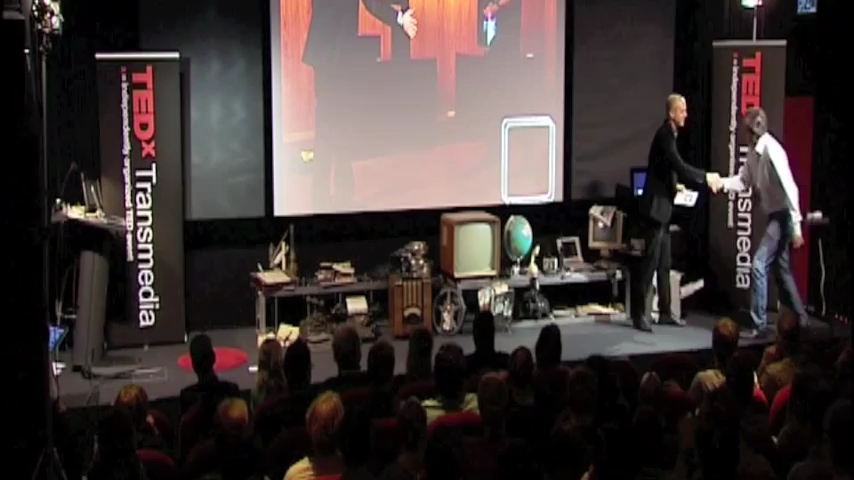 TEDx Transmedia
x = independently organized TED event
TEDx Transmedia
x = independently organized TED event